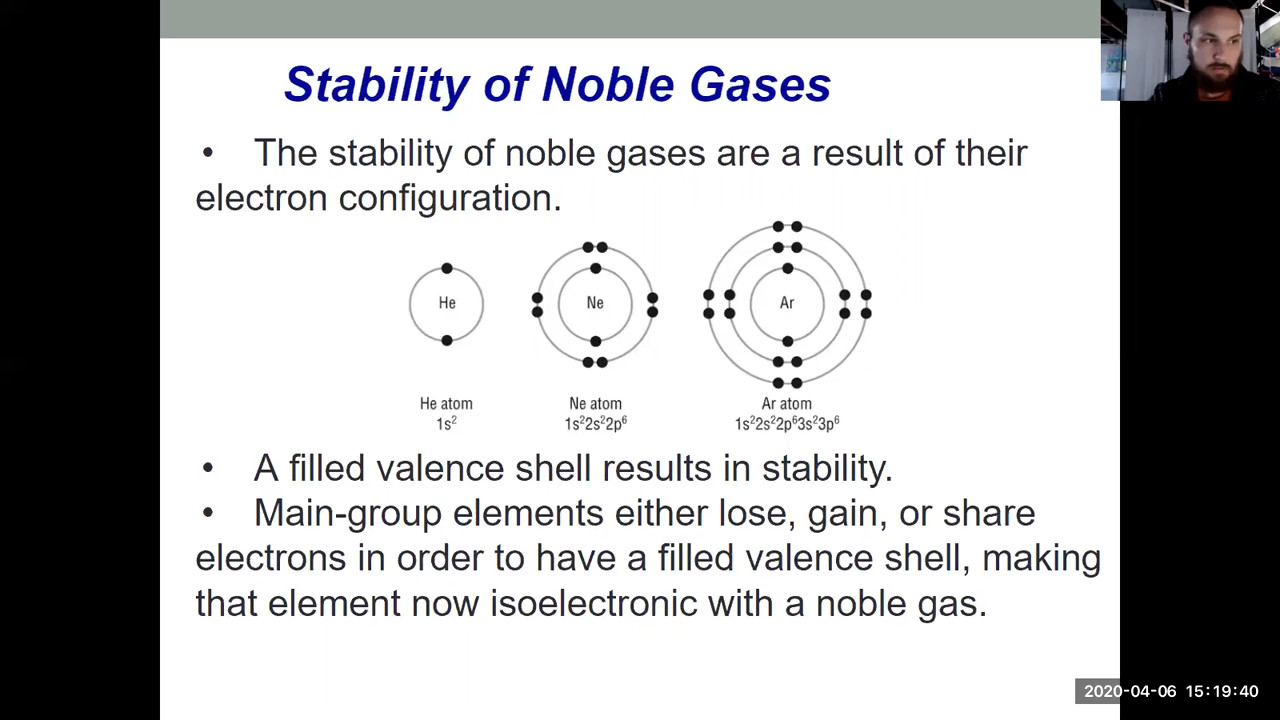 Stability of Noble Gases
• The stability of noble gases are a result of their
electron configuration.
He
Ne
Ar
He atom
1s²
Ne atom
1s²2s²2p⁶
Ar atom
1s²2s²2p⁶3s²3p⁶
• A filled valence shell results in stability.
• Main-group elements either lose, gain, or share
electrons in order to have a filled valence shell, making
that element now isoelectronic with a noble gas.
2020-04-06 15:19:40